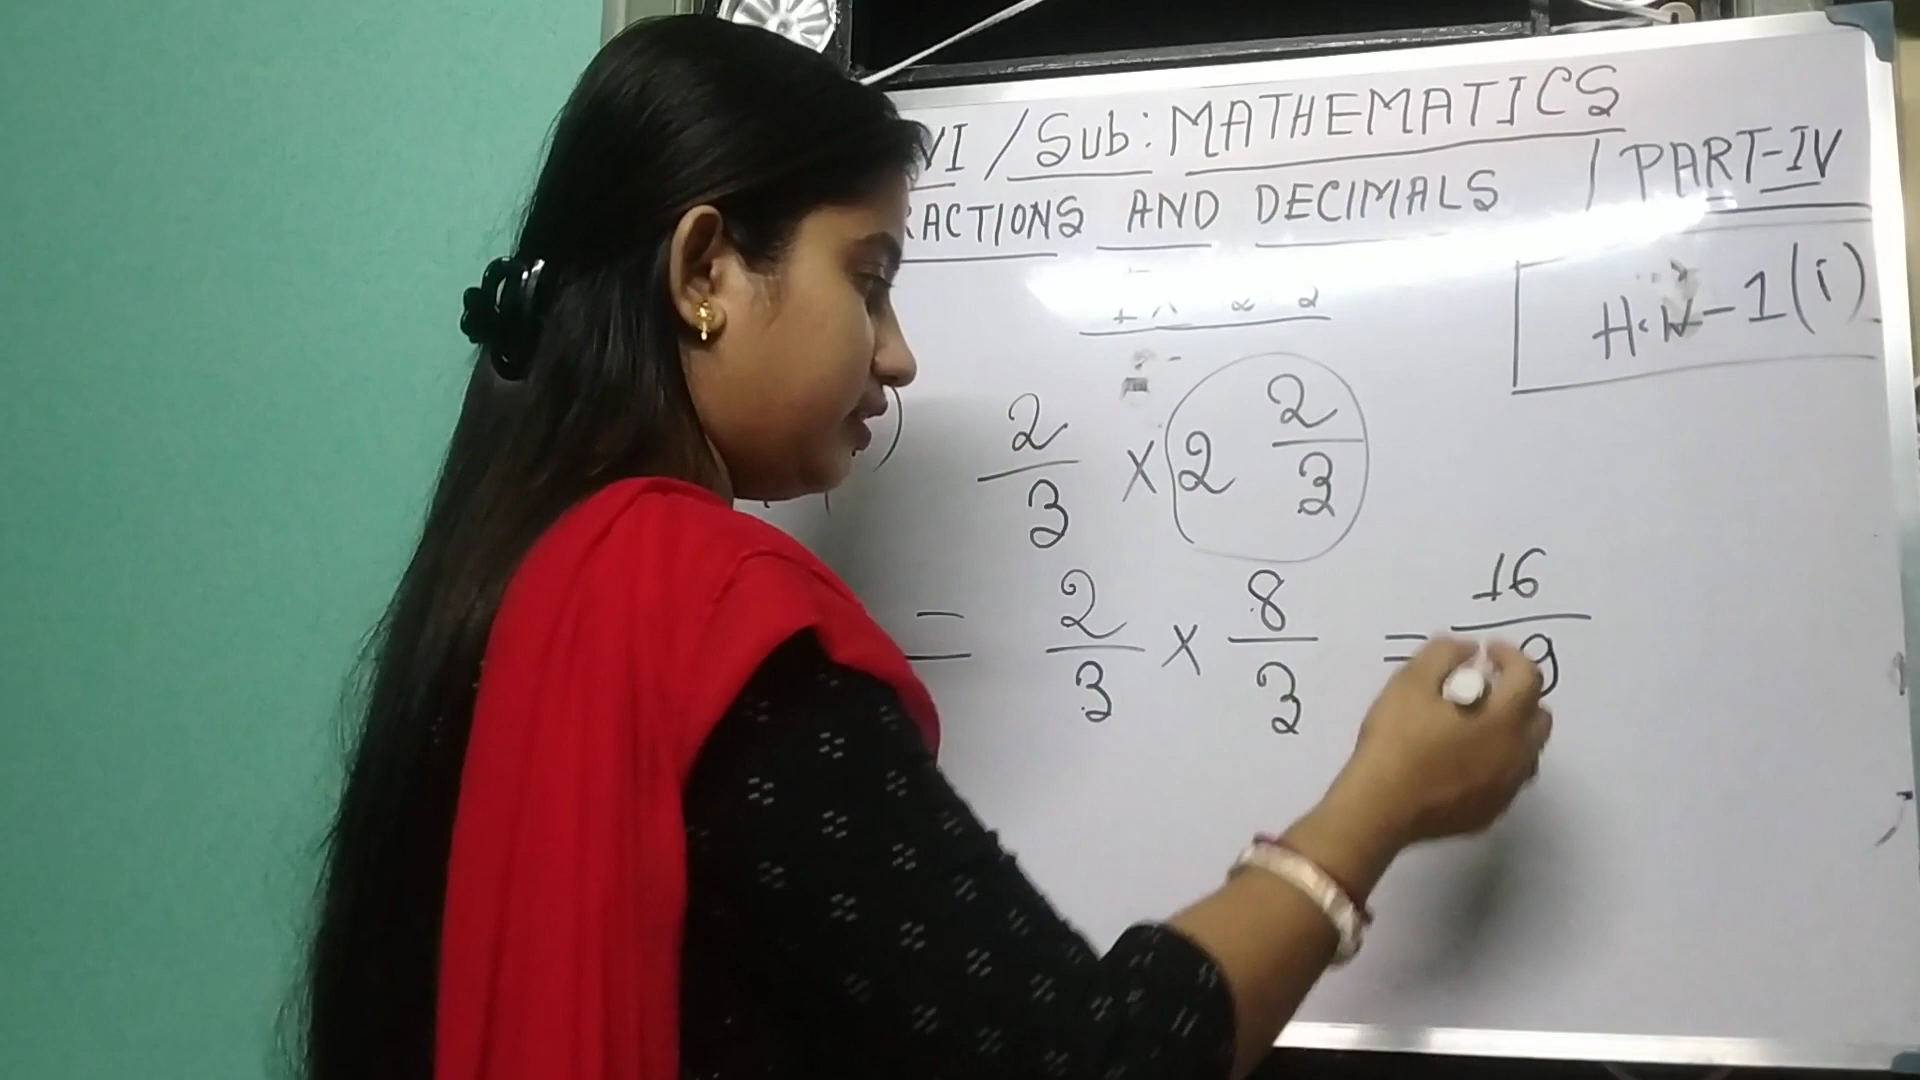 VI / Sub: MATHEMATICS
RACTIONS AND DECIMALS / PART-IV
H.W-1(i)
) 2/3 × 2 2/3
= 2/3 × 8/3 = 16/9